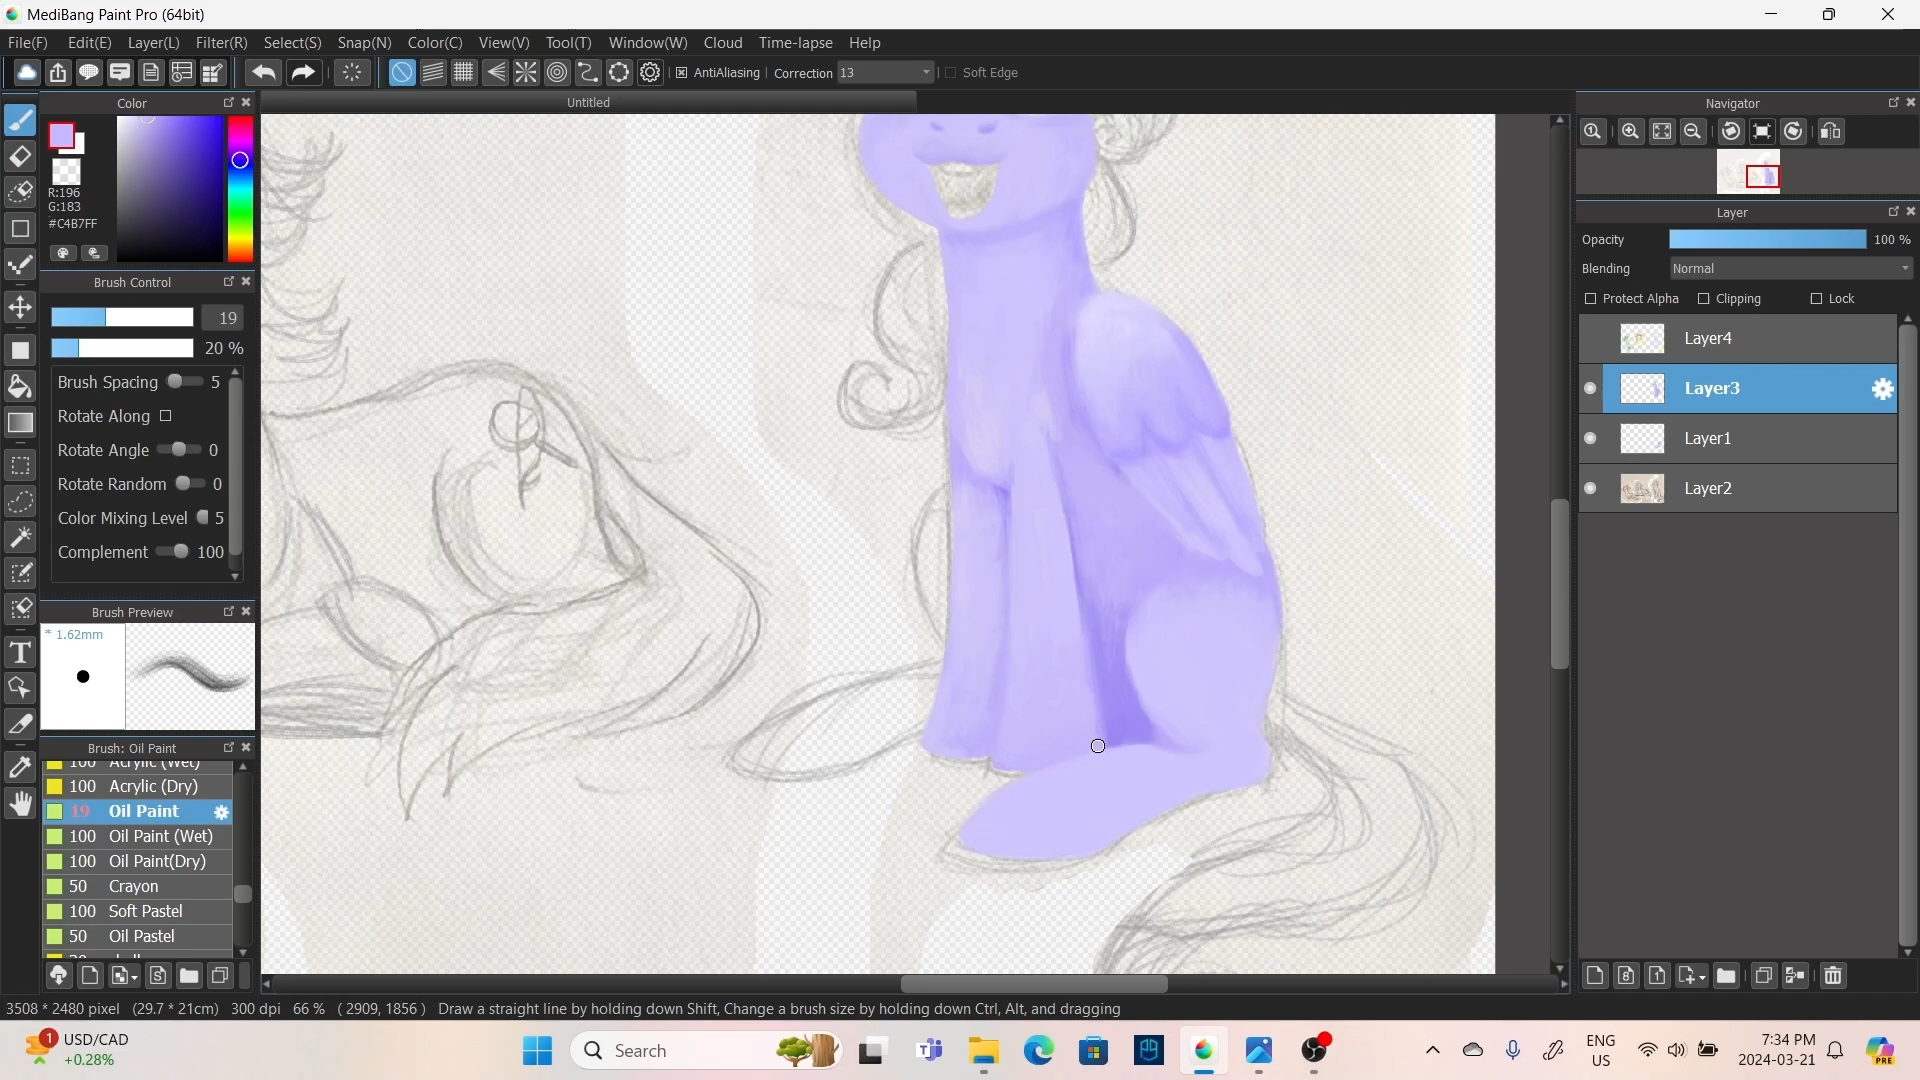 MediBang Paint Pro (64bit)
File(F) Edit(E) Layer(L) Filter(R) Select(S) Snap(N) Color(C) View(V) Tool(T) Window(W) Cloud Time-lapse Help
AntiAliasing Correction 13 Soft Edge
Color
Untitled
Navigator
R:196
G:183
#C4B7FF
Layer
Opacity 100 %
Blending Normal
Protect Alpha Clipping Lock
Brush Control
19
20 %
Layer4
Brush Spacing 5
Layer3
Rotate Along
Layer1
Rotate Angle 0
Rotate Random 0
Layer2
Color Mixing Level 5
Complement 100
Brush Preview
* 1.62mm
Brush: Oil Paint
100 Acrylic (Wet)
100 Acrylic (Dry)
19 Oil Paint
100 Oil Paint (Wet)
100 Oil Paint(Dry)
50 Crayon
100 Soft Pastel
50 Oil Pastel
3508 * 2480 pixel (29.7 * 21cm) 300 dpi 66 % ( 2909, 1856 ) Draw a straight line by holding down Shift, Change a brush size by holding down Ctrl, Alt, and dragging
1
USD/CAD
+0.28%
Search
ENG
US
7:34 PM
2024-03-21
PRE